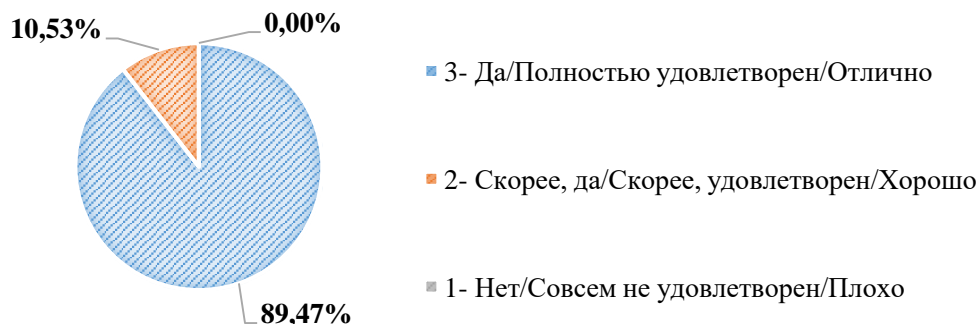 10,53%
0,00%
89,47%
3- Да/Полностью удовлетворен/Отлично
2- Скорее, да/Скорее, удовлетворен/Хорошо
1- Нет/Совсем не удовлетворен/Плохо